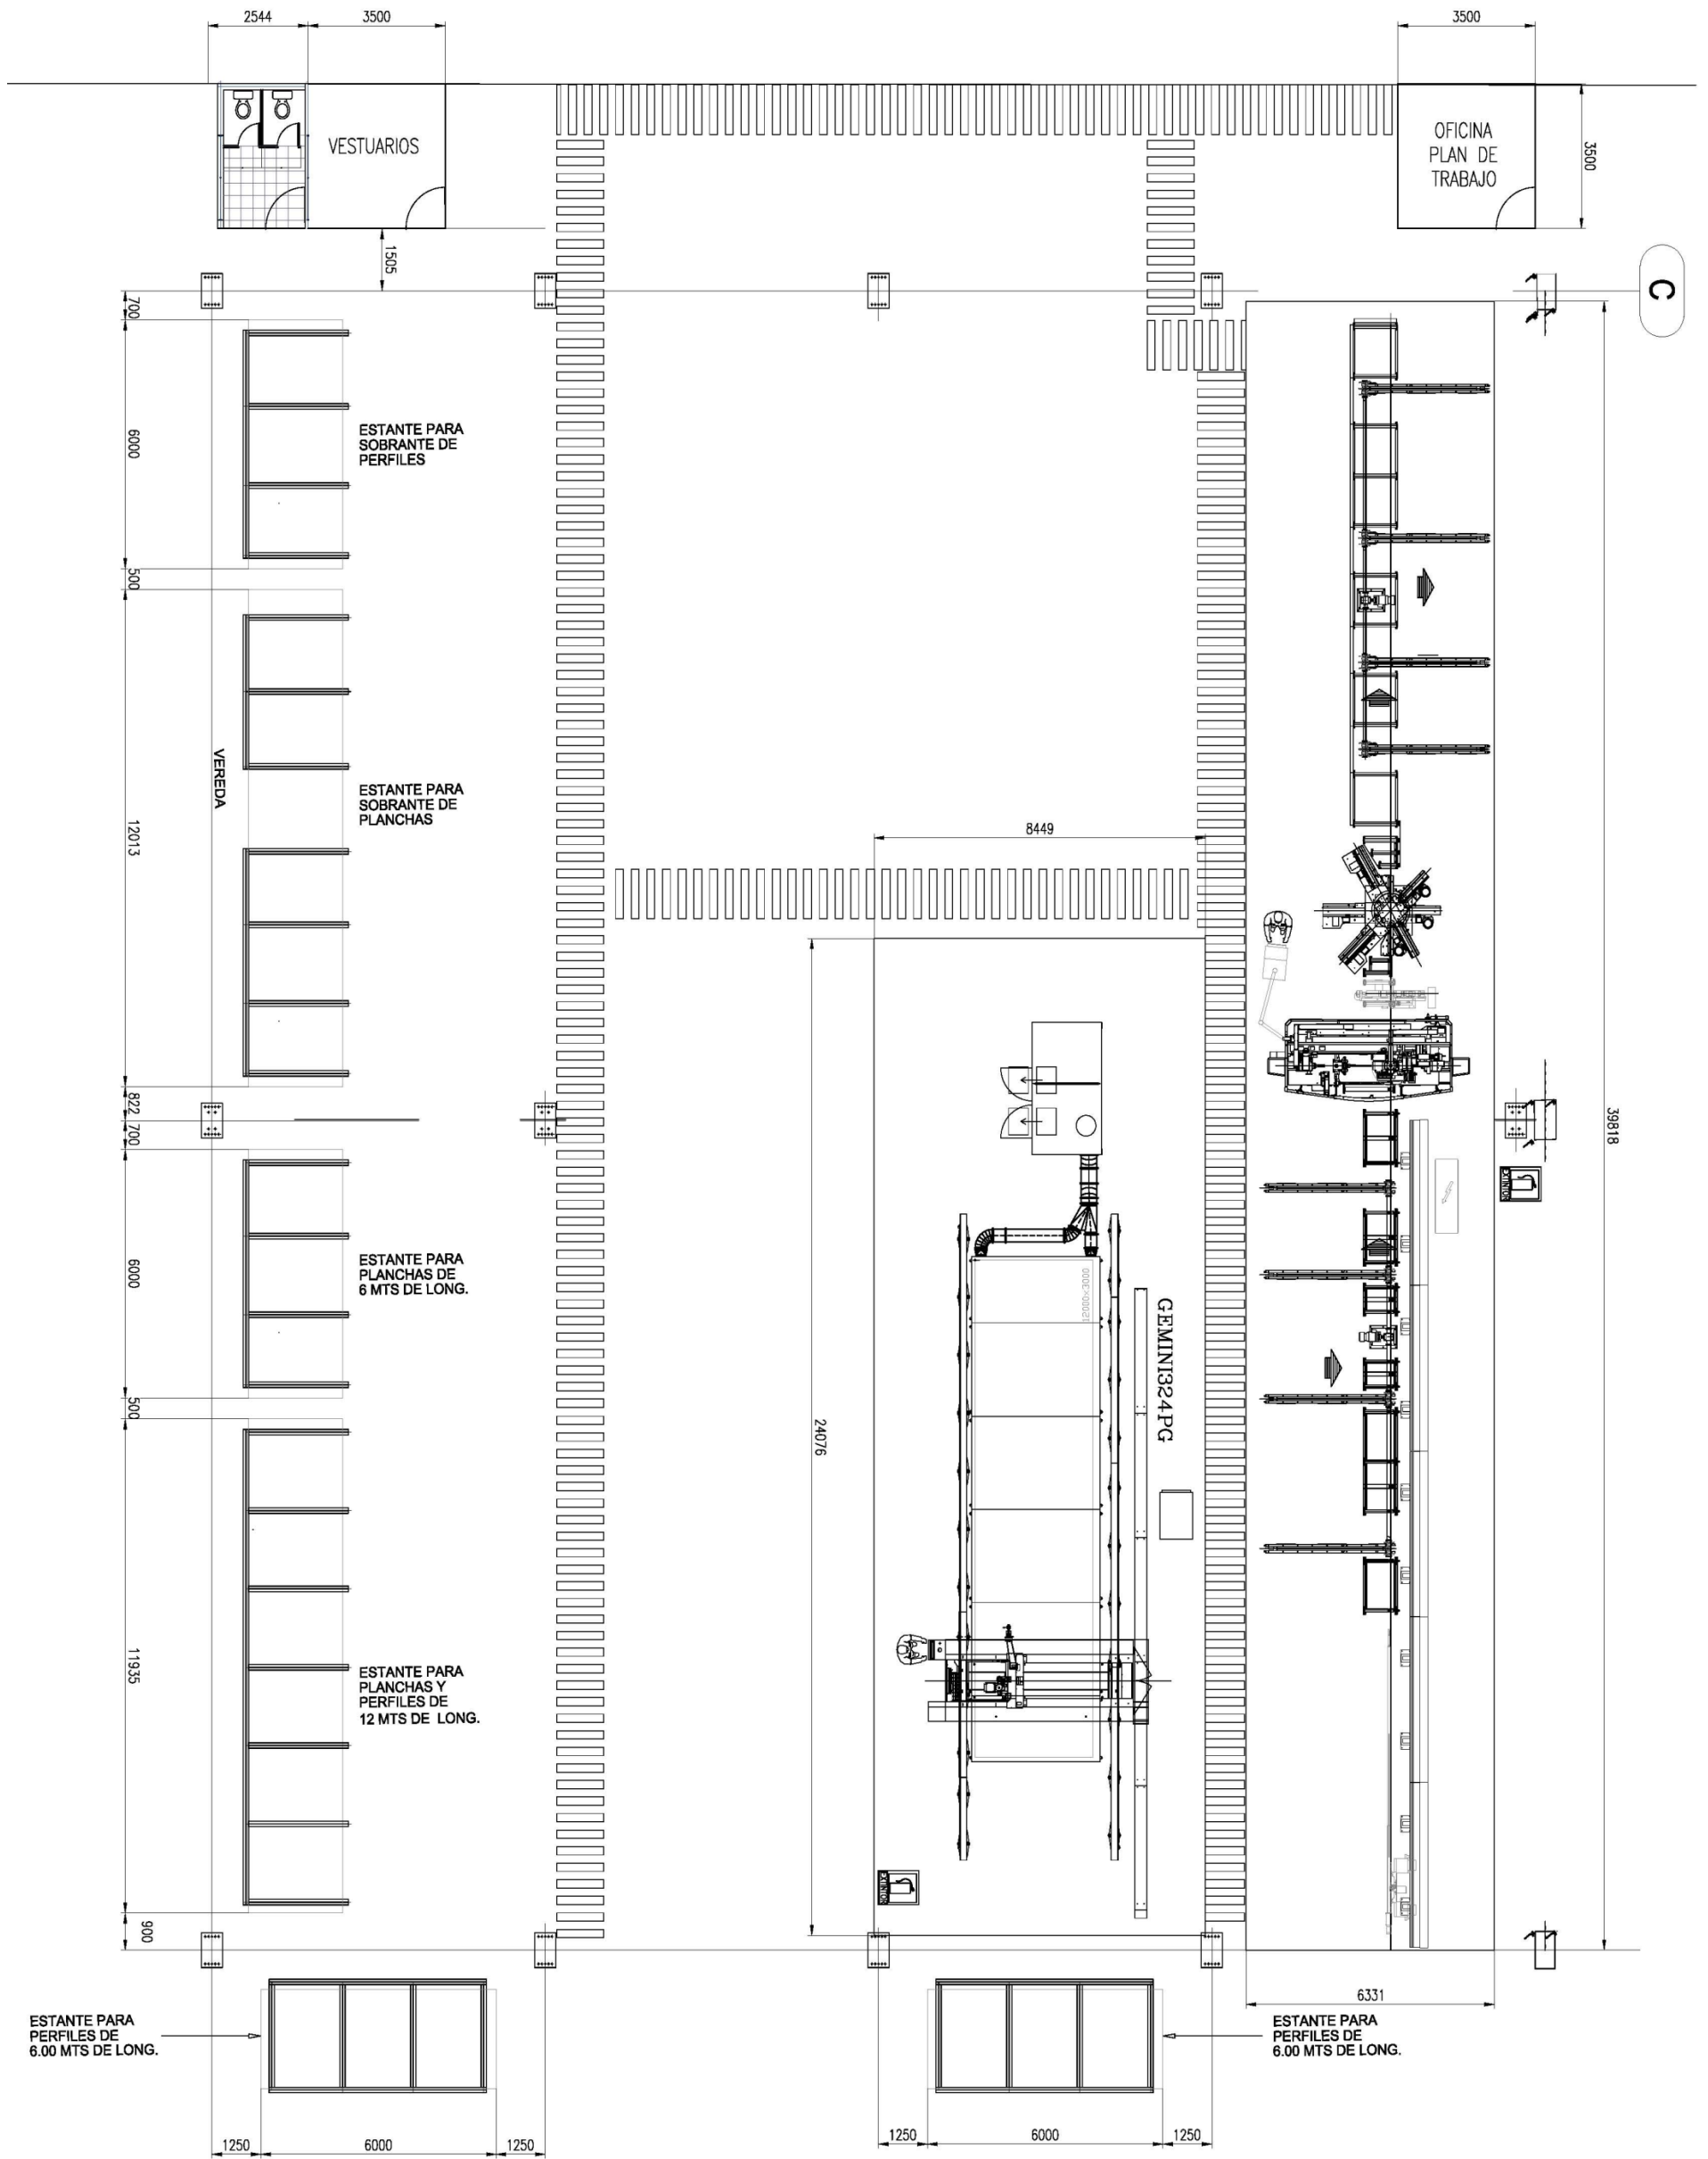 2544
3500
3500
VESTUARIOS
OFICINA
PLAN DE
TRABAJO
3500
1505
C
700
6000
ESTANTE PARA
SOBRANTE DE
PERFILES
500
VEREDA
ESTANTE PARA
SOBRANTE DE
PLANCHAS
12013
8449
822
700
39818
EXTINTOR
6000
ESTANTE PARA
PLANCHAS DE
6 MTS DE LONG.
12000×3000
GEMINI324PG
500
24076
11935
ESTANTE PARA
PLANCHAS Y
PERFILES DE
12 MTS DE LONG.
EXTINTOR
900
6331
ESTANTE PARA
PERFILES DE
6.00 MTS DE LONG.
ESTANTE PARA
PERFILES DE
6.00 MTS DE LONG.
1250
6000
1250
1250
6000
1250